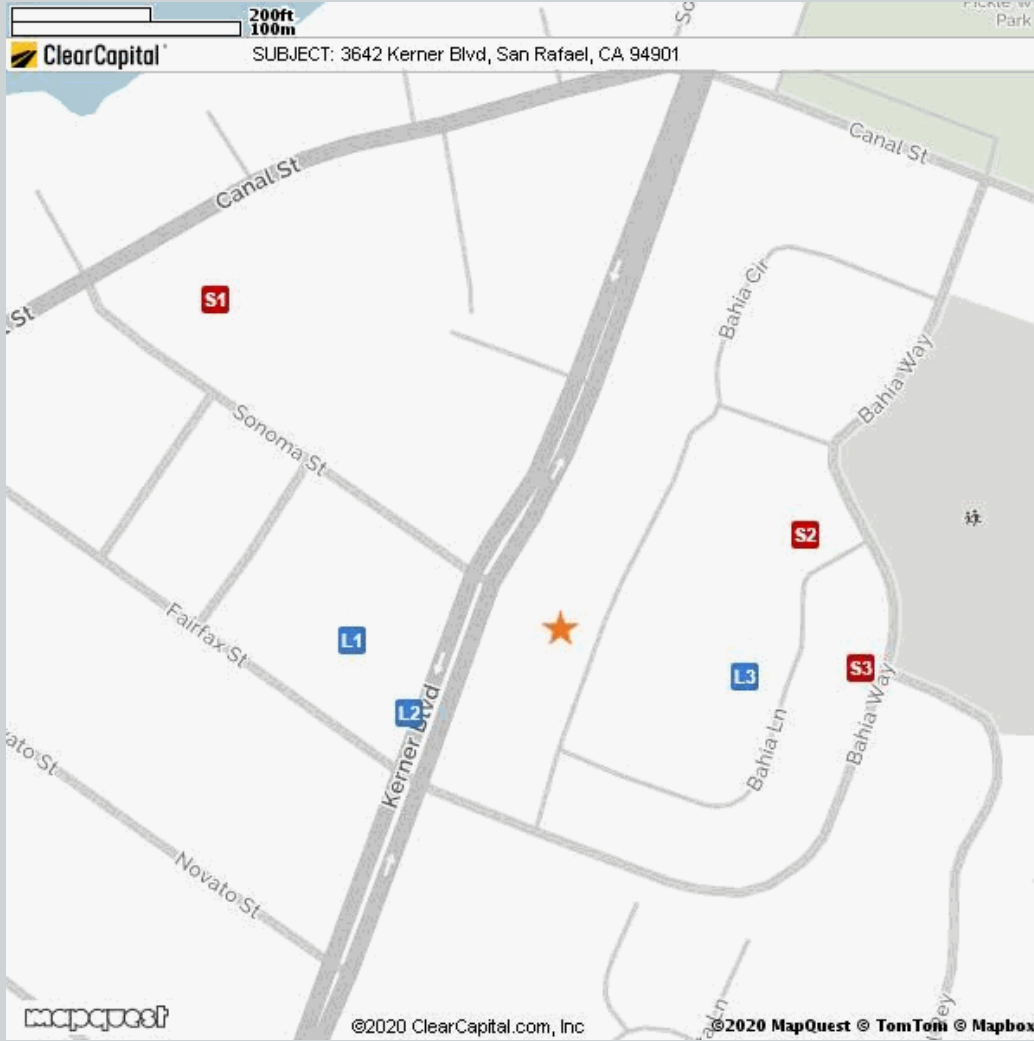 200ft
100m
Park
ClearCapital
SUBJECT: 3642 Kerner Blvd, San Rafael, CA 94901
Canal St
Canal St
St
Bahia Cir
Bahia Way
S1
Sonoma St
S2
Fairfax St
L1
L2
L3
S3
Kerner Blvd
Bahia Ln
Bahia Way
Novato St
mapquest
©2020 ClearCapital.com, Inc
©2020 MapQuest © TomTom © Mapbox